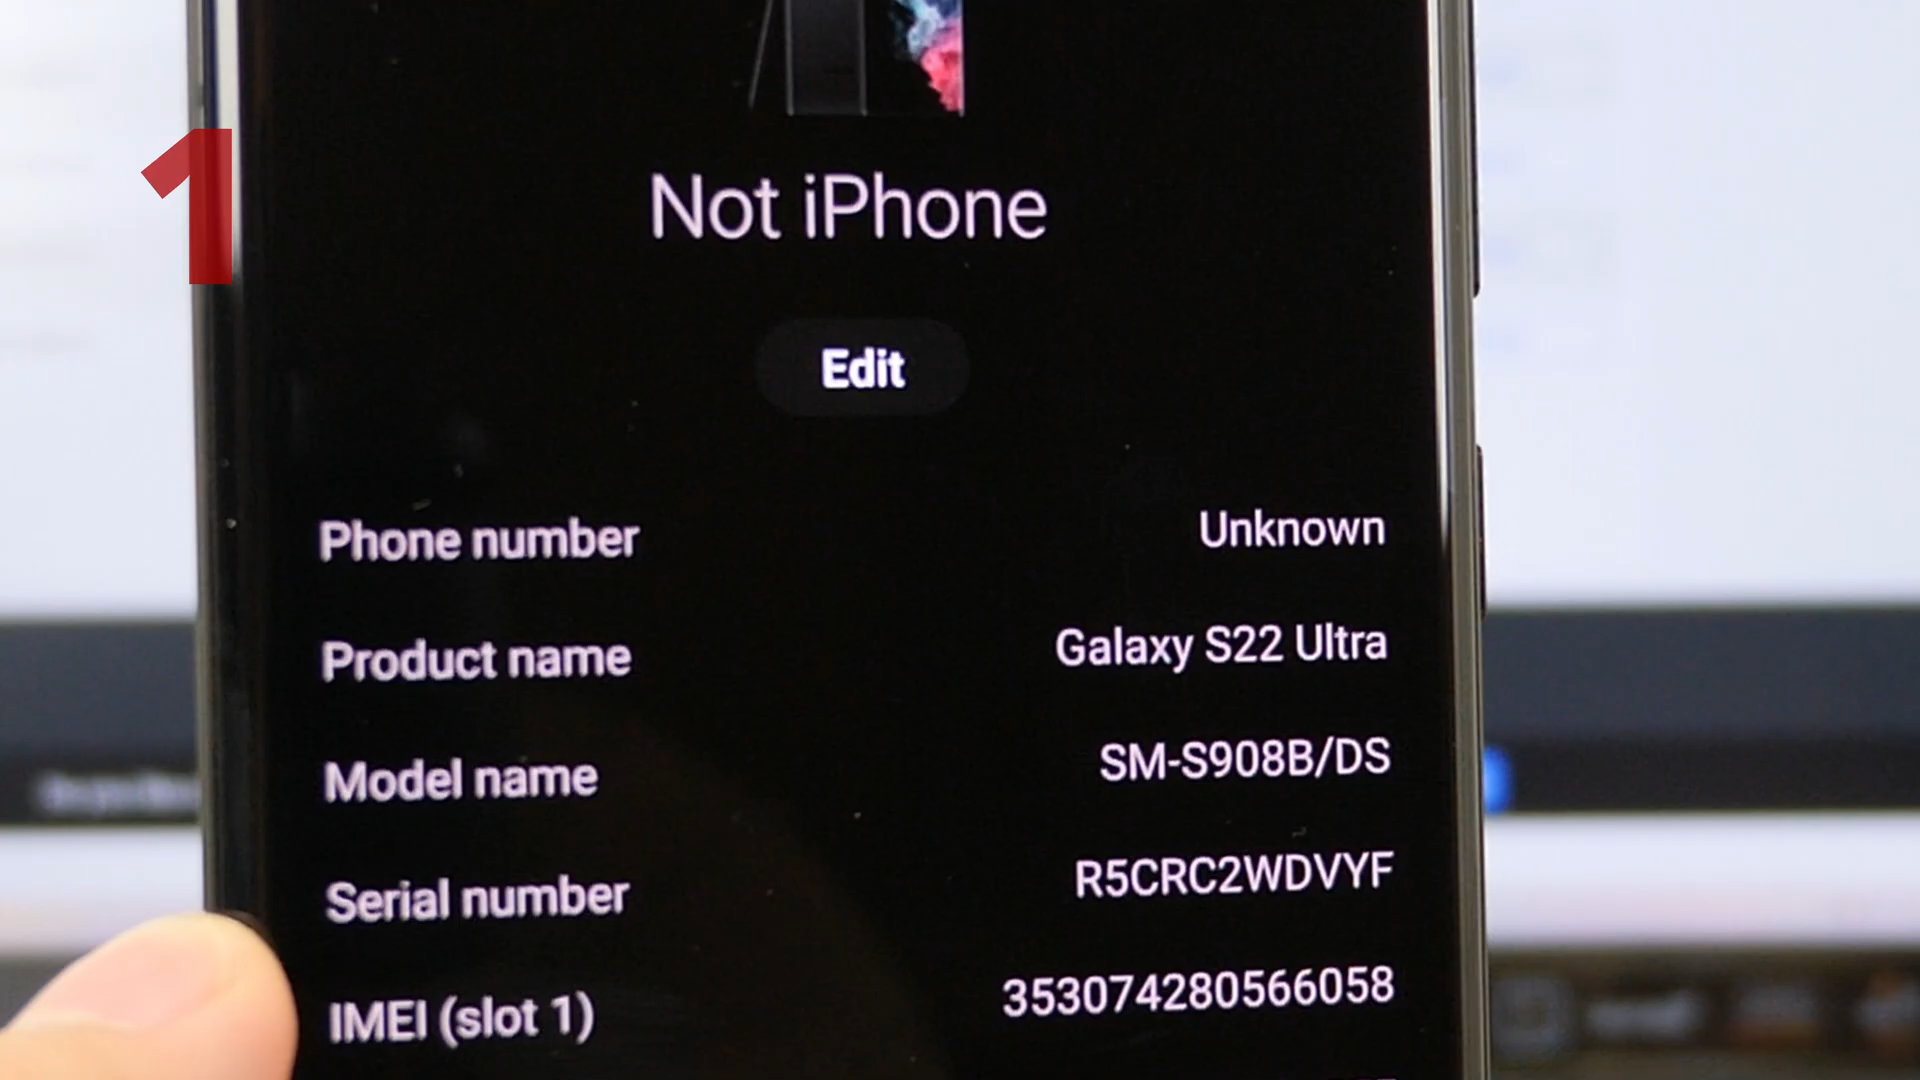 1
Not iPhone
Edit
Phone number Unknown
Product name Galaxy S22 Ultra
Model name SM-S908B/DS
Serial number R5CRC2WDVYF
IMEI (slot 1) 353074280566058